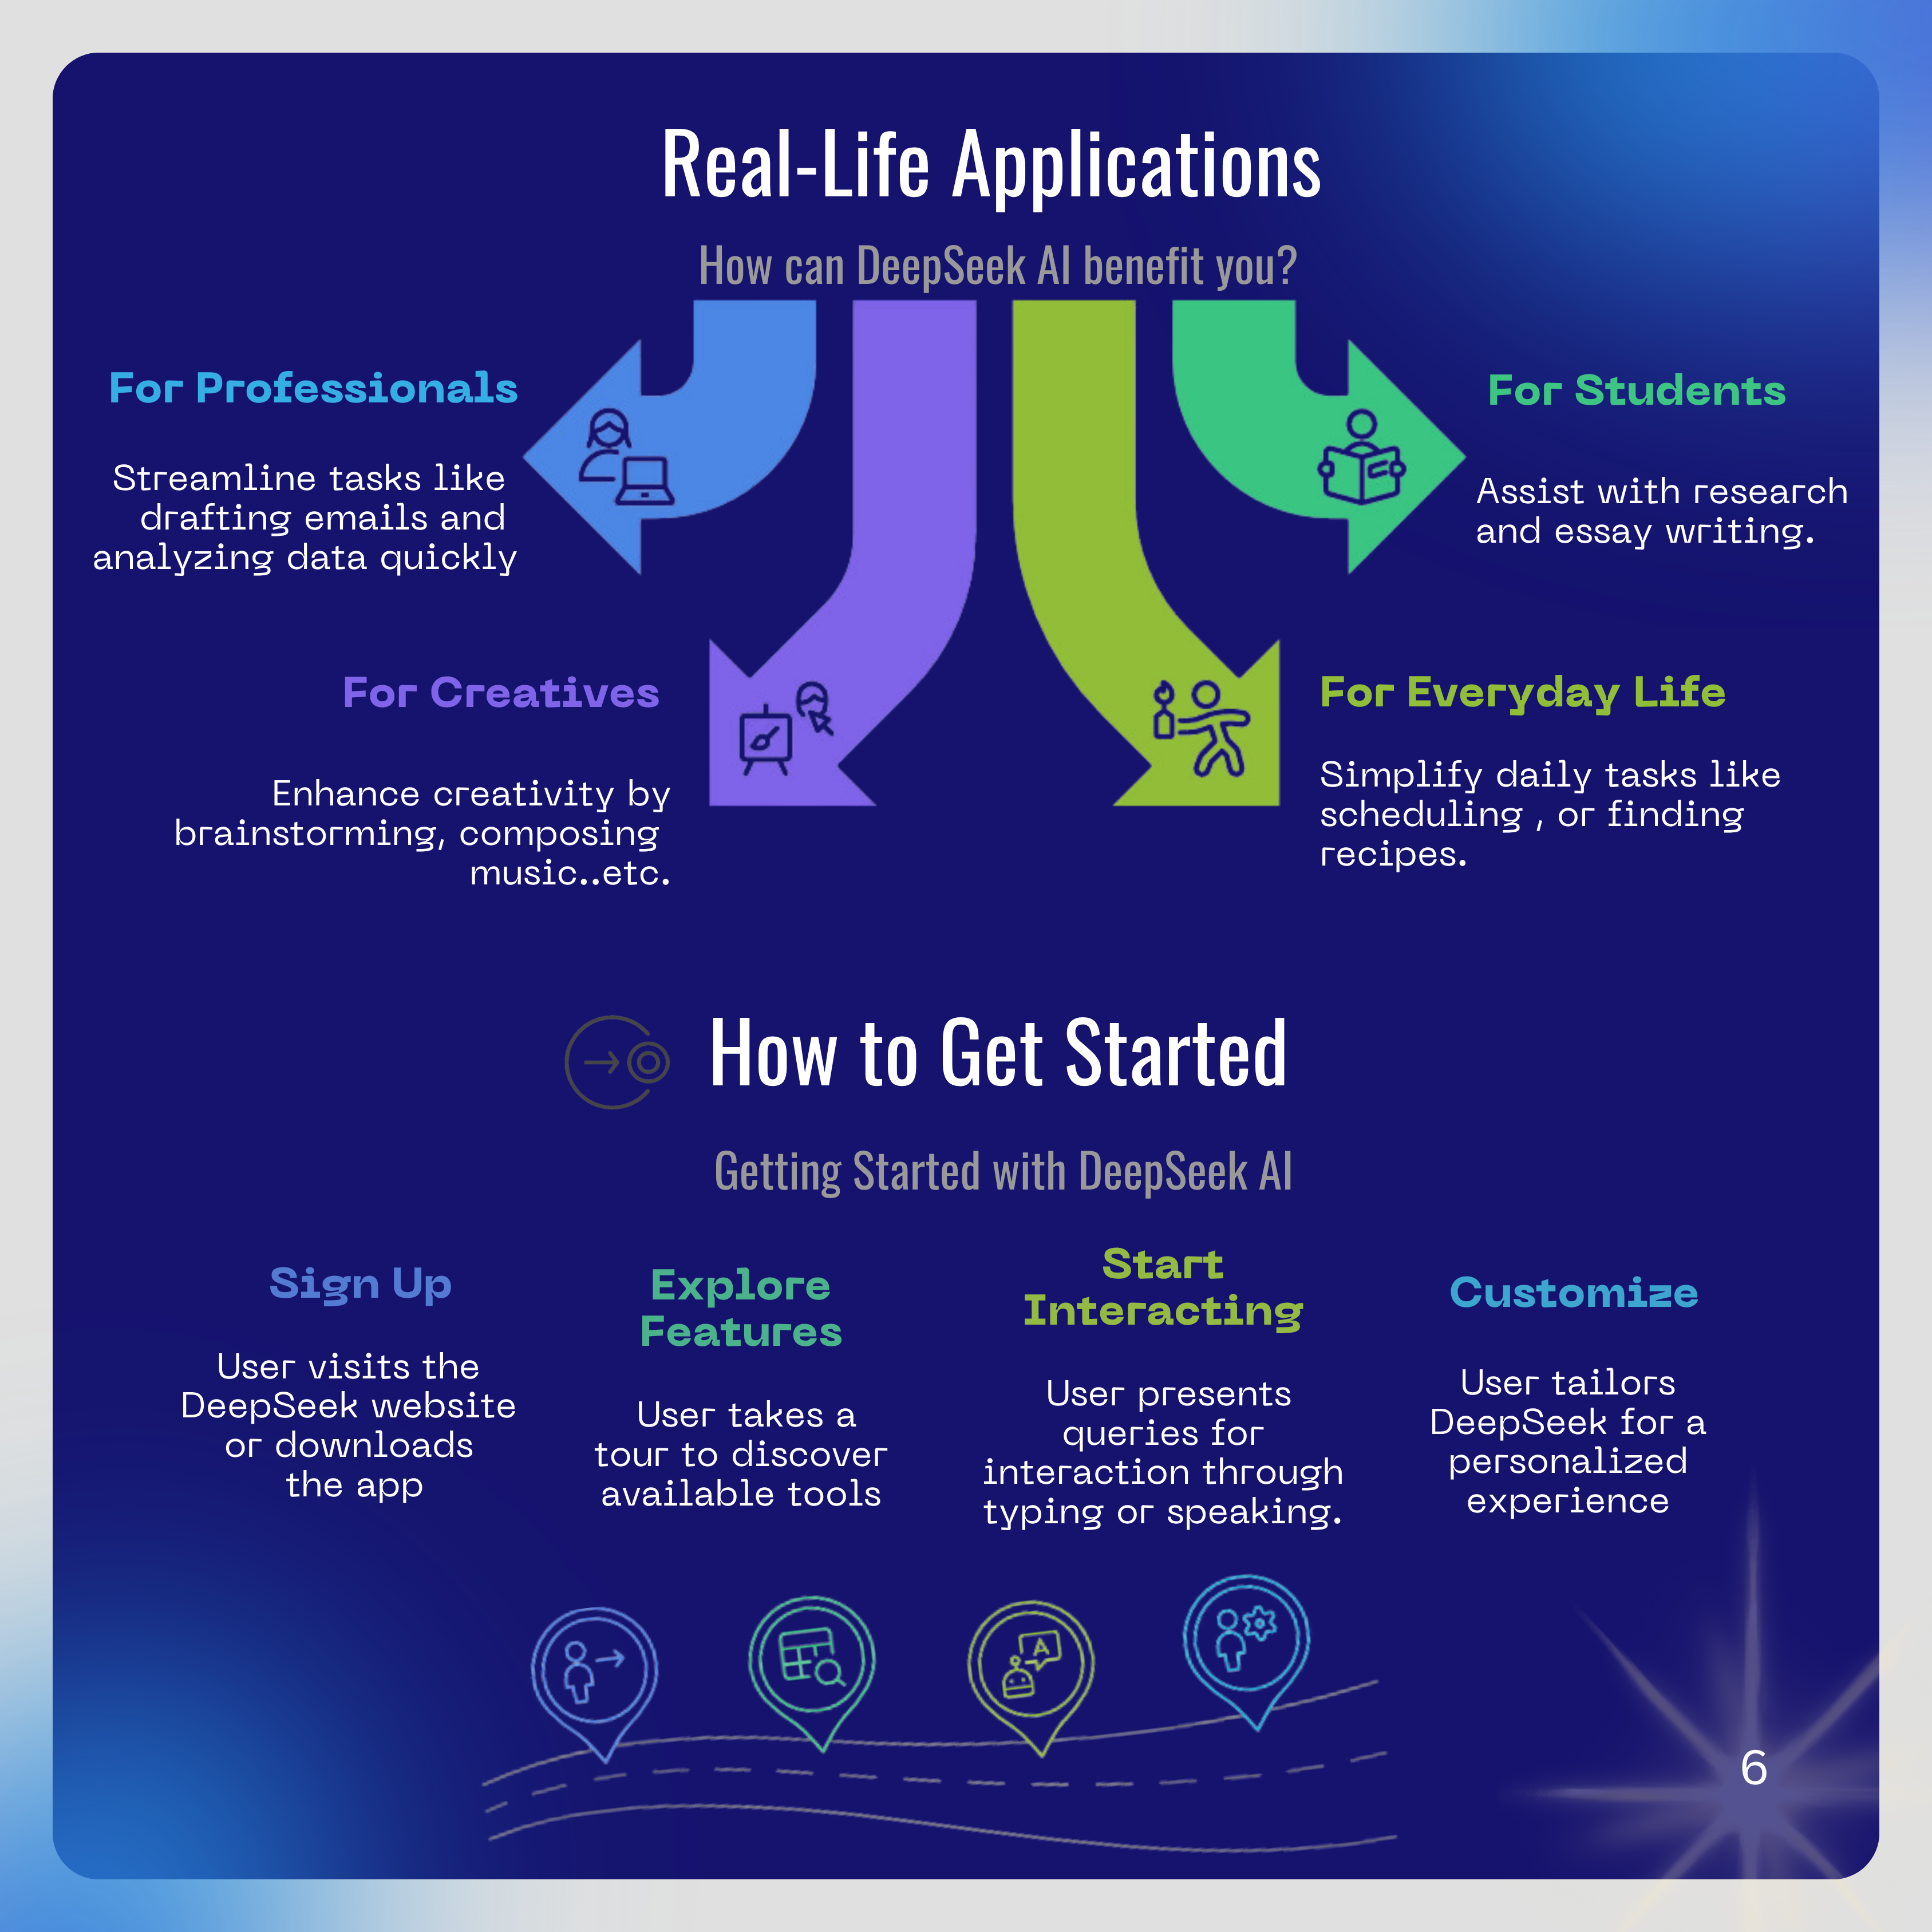 Real-Life Applications
How can DeepSeek AI benefit you?
For Professionals
Streamline tasks like
drafting emails and
analyzing data quickly
For Students
Assist with research
and essay writing.
For Creatives
Enhance creativity by
brainstorming, composing
music..etc.
For Everyday Life
Simplify daily tasks like
scheduling , or finding
recipes.
How to Get Started
Getting Started with DeepSeek AI
Sign Up
User visits the
DeepSeek website
or downloads
the app
Explore
Features
User takes a
tour to discover
available tools
Start
Interacting
User presents
queries for
interaction through
typing or speaking.
Customize
User tailors
DeepSeek for a
personalized
experience
A
6